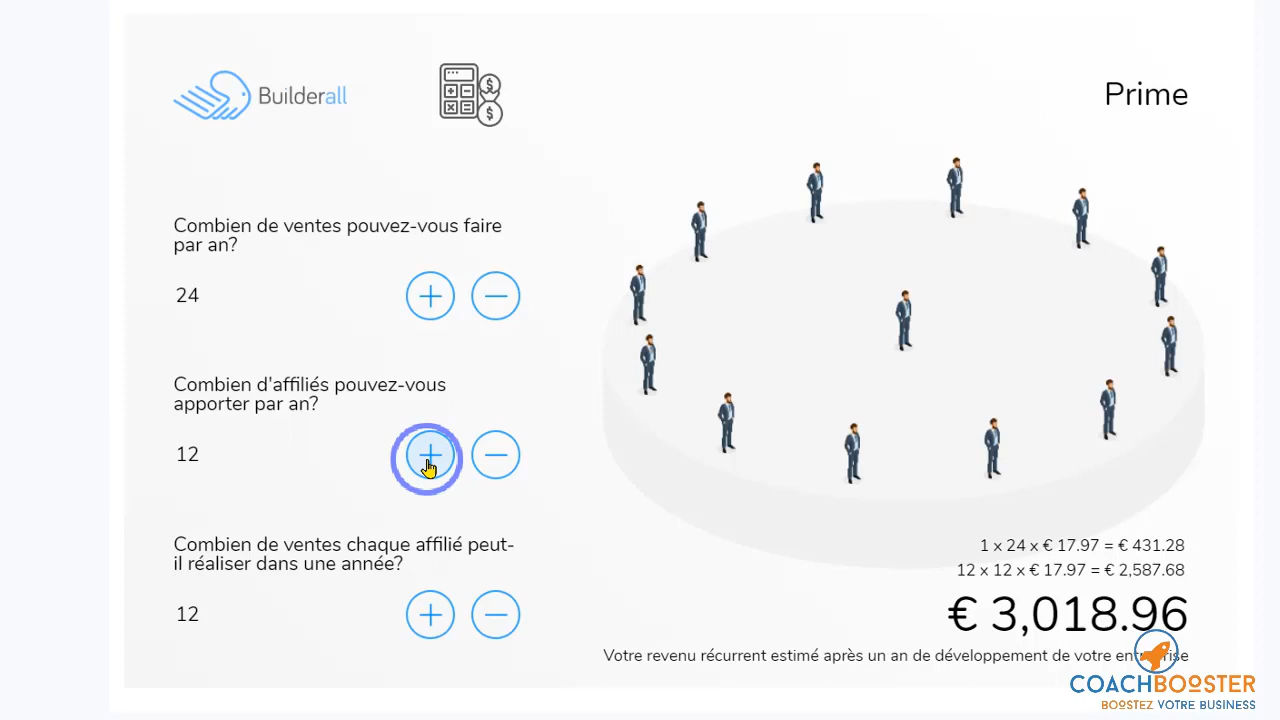 Builderall
Prime
Combien de ventes pouvez-vous faire
par an?
24
Combien d'affiliés pouvez-vous
apporter par an?
12
Combien de ventes chaque affilié peut-
il réaliser dans une année?
12
1 x 24 x € 17.97 = € 431.28
12 x 12 x € 17.97 = € 2,587.68
€ 3,018.96
Votre revenu récurrent estimé après un an de développement de votre entreprise
COACHBOOSTER
BOOSTEZ VOTRE BUSINESS